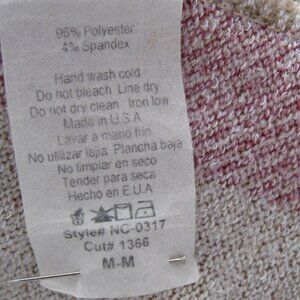 96% Polyester
4% Spandex
Hand wash cold
Do not bleach Line dry
Do not dry clean Iron low
Made in U.S.A
Lavar a mano frin
No utilizar lejia Plancha baja
No limpiar en seco
Tender para seca
Hecho en E.U.A
Style# NC-0317
Cut# 1366
M-M